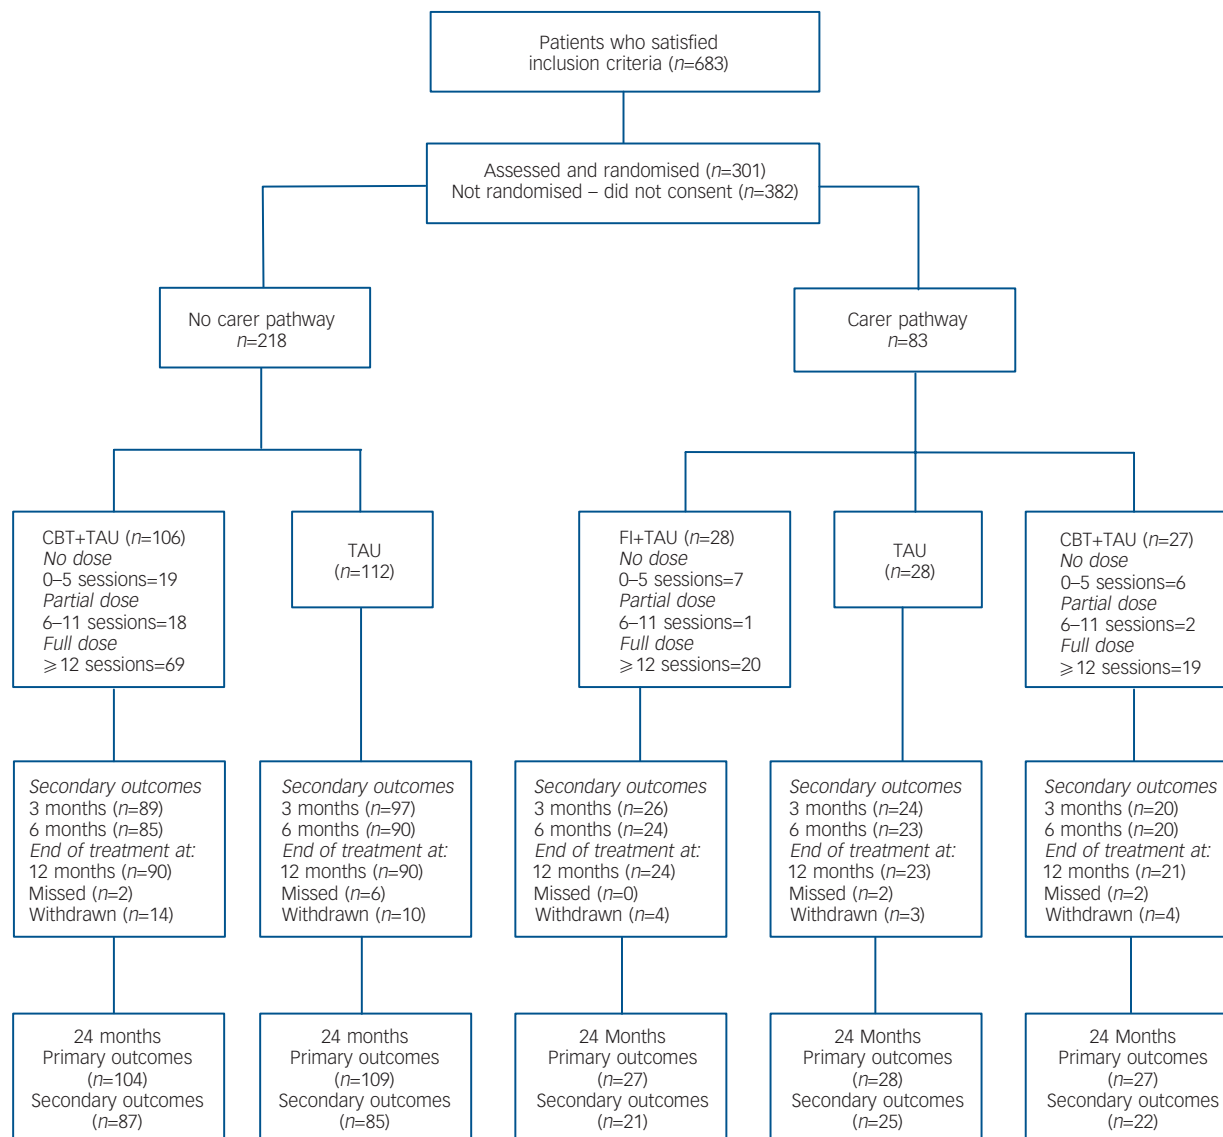 Patients who satisfied
inclusion criteria (n=683)
Assessed and randomised (n=301)
Not randomised – did not consent (n=382)
No carer pathway
n=218
Carer pathway
n=83
CBT+TAU (n=106)
No dose
0–5 sessions=19
Partial dose
6–11 sessions=18
Full dose
⩾12 sessions=69
TAU
(n=112)
FI+TAU (n=28)
No dose
0–5 sessions=7
Partial dose
6–11 sessions=1
Full dose
⩾12 sessions=20
TAU
(n=28)
CBT+TAU (n=27)
No dose
0–5 sessions=6
Partial dose
6–11 sessions=2
Full dose
⩾12 sessions=19
Secondary outcomes
3 months (n=89)
6 months (n=85)
End of treatment at:
12 months (n=90)
Missed (n=2)
Withdrawn (n=14)
Secondary outcomes
3 months (n=97)
6 months (n=90)
End of treatment at:
12 months (n=90)
Missed (n=6)
Withdrawn (n=10)
Secondary outcomes
3 months (n=26)
6 months (n=24)
End of treatment at:
12 months (n=24)
Missed (n=0)
Withdrawn (n=4)
Secondary outcomes
3 months (n=24)
6 months (n=23)
End of treatment at:
12 months (n=23)
Missed (n=2)
Withdrawn (n=3)
Secondary outcomes
3 months (n=20)
6 months (n=20)
End of treatment at:
12 months (n=21)
Missed (n=2)
Withdrawn (n=4)
24 months
Primary outcomes
(n=104)
Secondary outcomes
(n=87)
24 months
Primary outcomes
(n=109)
Secondary outcomes
(n=85)
24 Months
Primary outcomes
(n=27)
Secondary outcomes
(n=21)
24 Months
Primary outcomes
(n=28)
Secondary outcomes
(n=25)
24 Months
Primary outcomes
(n=27)
Secondary outcomes
(n=22)